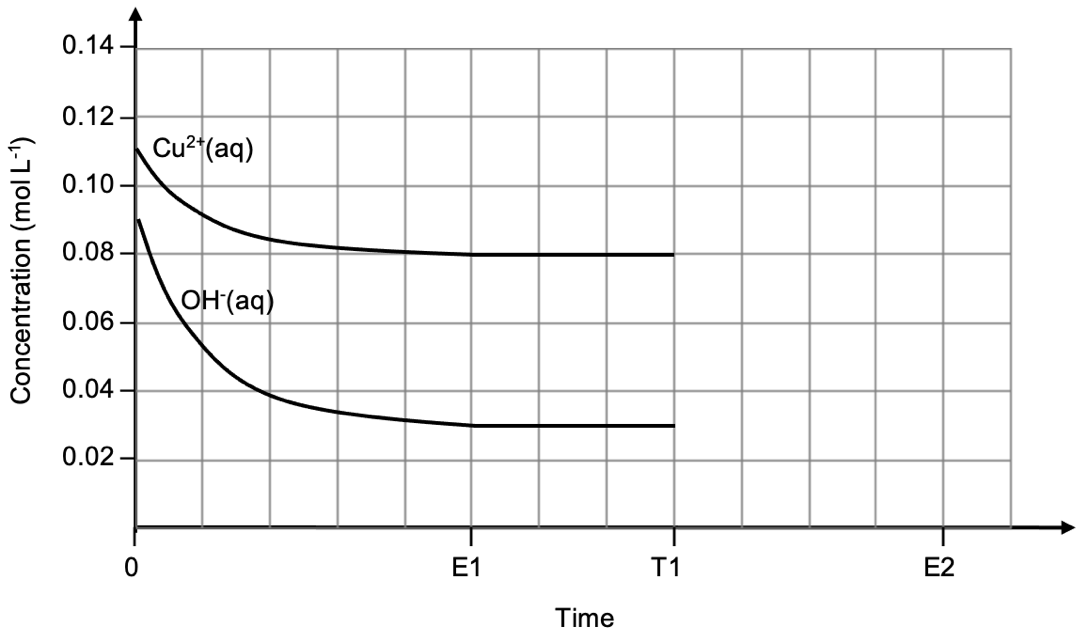 0.14
0.12
Cu²⁺(aq)
0.10
0.08
OH⁻(aq)
0.06
0.04
0.02
Concentration (mol L⁻¹)
0 E1 T1 E2
Time